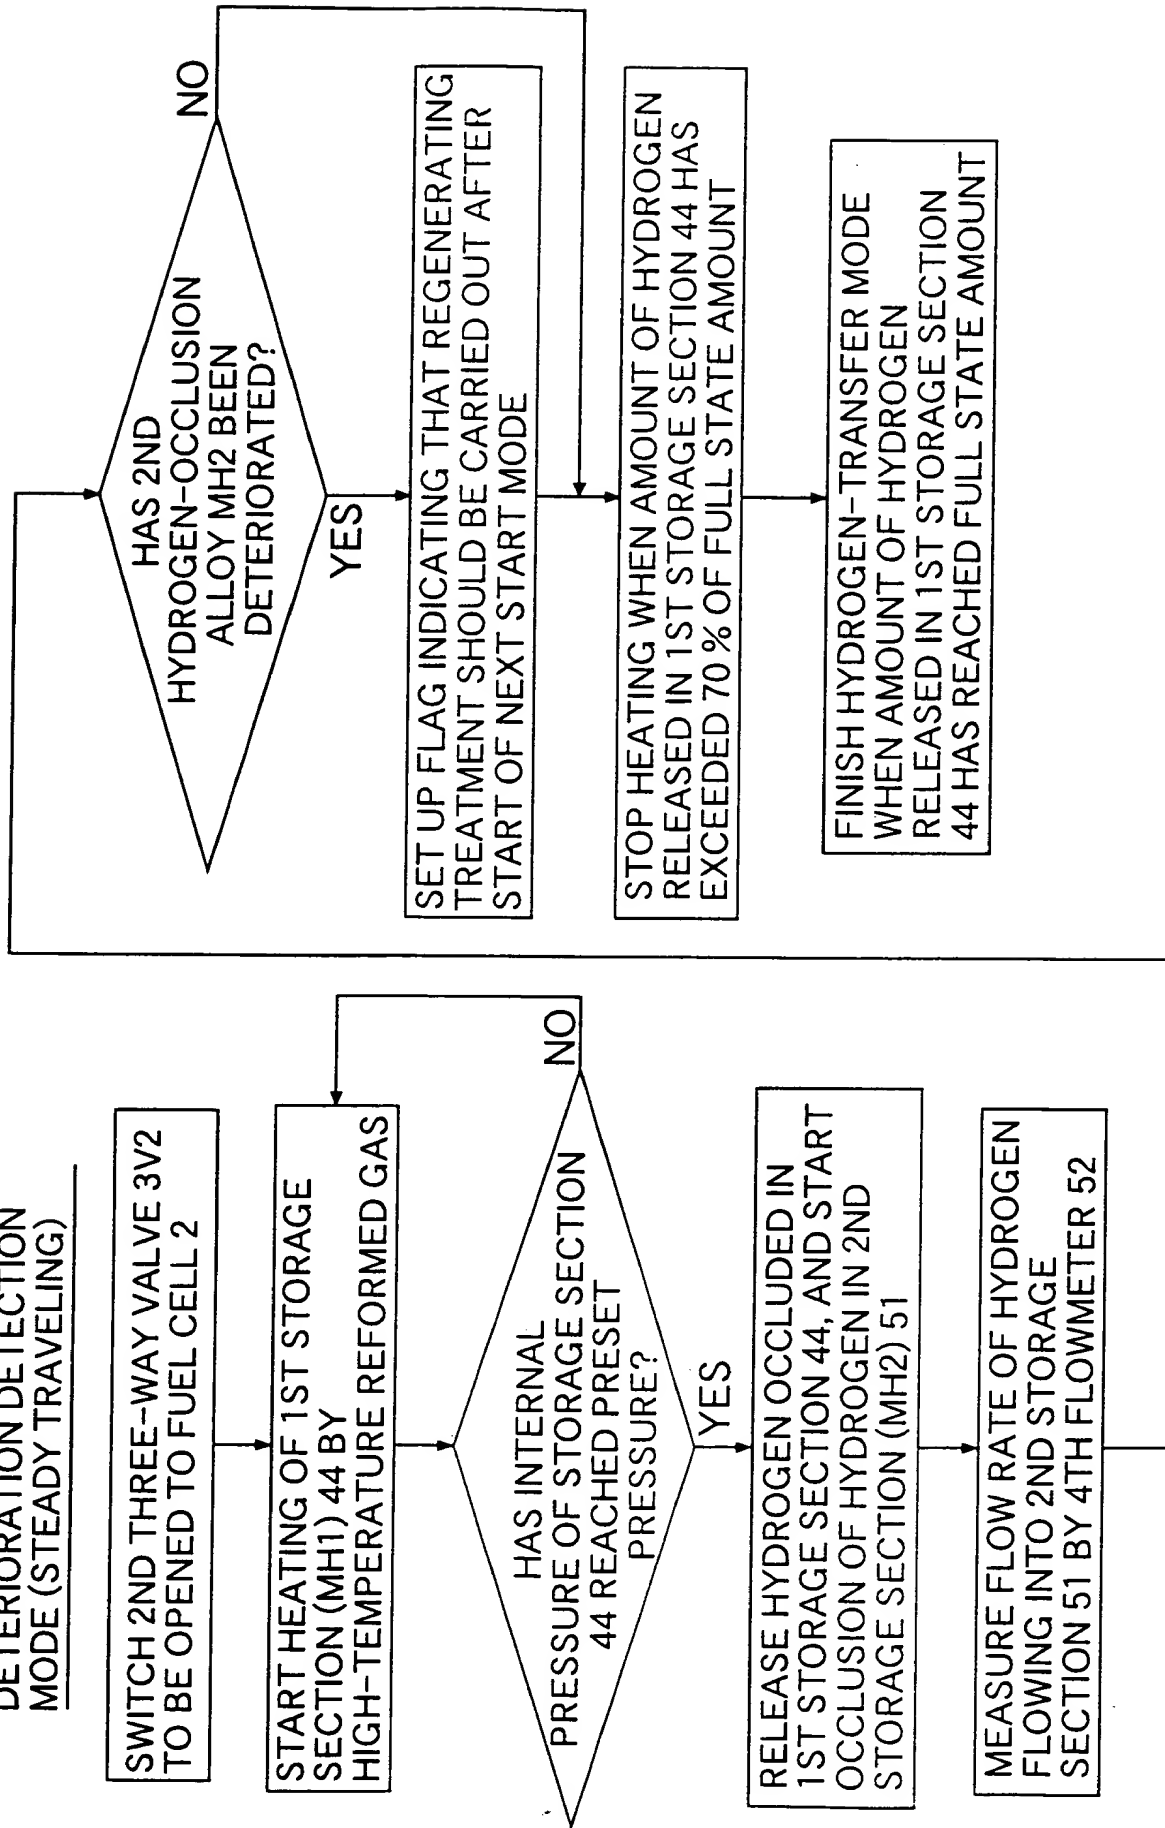 DETERIORATION DETECTION
MODE (STEADY TRAVELING)
SWITCH 2ND THREE-WAY VALVE 3V2
TO BE OPENED TO FUEL CELL 2
START HEATING OF 1ST STORAGE
SECTION (MH1) 44 BY
HIGH-TEMPERATURE REFORMED GAS
HAS INTERNAL
PRESSURE OF STORAGE SECTION
44 REACHED PRESET
PRESSURE?
NO
YES
RELEASE HYDROGEN OCCLUDED IN
1ST STORAGE SECTION 44, AND START
OCCLUSION OF HYDROGEN IN 2ND
STORAGE SECTION (MH2) 51
MEASURE FLOW RATE OF HYDROGEN
FLOWING INTO 2ND STORAGE
SECTION 51 BY 4TH FLOWMETER 52
HAS 2ND
HYDROGEN-OCCLUSION
ALLOY MH2 BEEN
DETERIORATED?
NO
YES
SET UP FLAG INDICATING THAT REGENERATING
TREATMENT SHOULD BE CARRIED OUT AFTER
START OF NEXT START MODE
STOP HEATING WHEN AMOUNT OF HYDROGEN
RELEASED IN 1ST STORAGE SECTION 44 HAS
EXCEEDED 70 % OF FULL STATE AMOUNT
FINISH HYDROGEN-TRANSFER MODE
WHEN AMOUNT OF HYDROGEN
RELEASED IN 1ST STORAGE SECTION
44 HAS REACHED FULL STATE AMOUNT